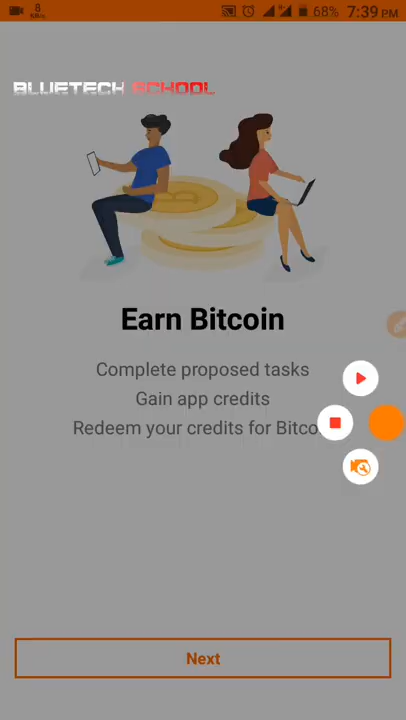 8
68% 7:39 PM
BLUETECH SCHOOL
Earn Bitcoin
Complete proposed tasks
Gain app credits
Redeem your credits for Bitco
Next